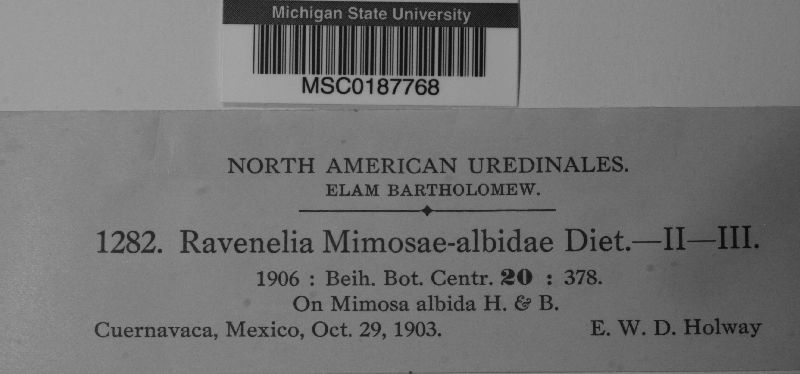 Michigan State University
MSC0187768
NORTH AMERICAN UREDINALES.
ELAM BARTHOLOMEW.
1282. Ravenelia Mimosae-albidae Diet.—II—III.
1906 : Beih. Bot. Centr. 20 : 378.
On Mimosa albida H. & B.
Cuernavaca, Mexico, Oct. 29, 1903. E. W. D. Holway